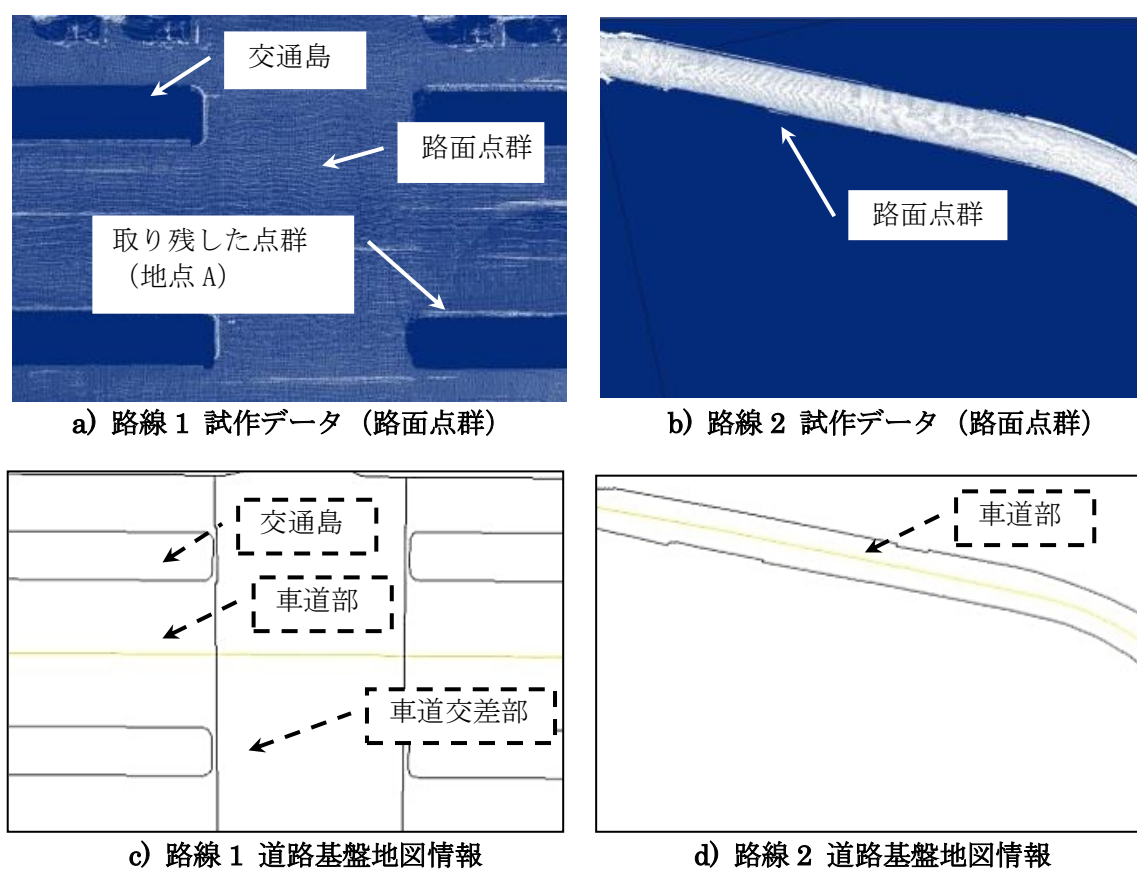 交通島
路面点群
取り残した点群
（地点 A）
路面点群
a) 路線 1 試作データ（路面点群）
b) 路線 2 試作データ（路面点群）
交通島
車道部
車道交差部
車道部
c) 路線 1 道路基盤地図情報
d) 路線 2 道路基盤地図情報